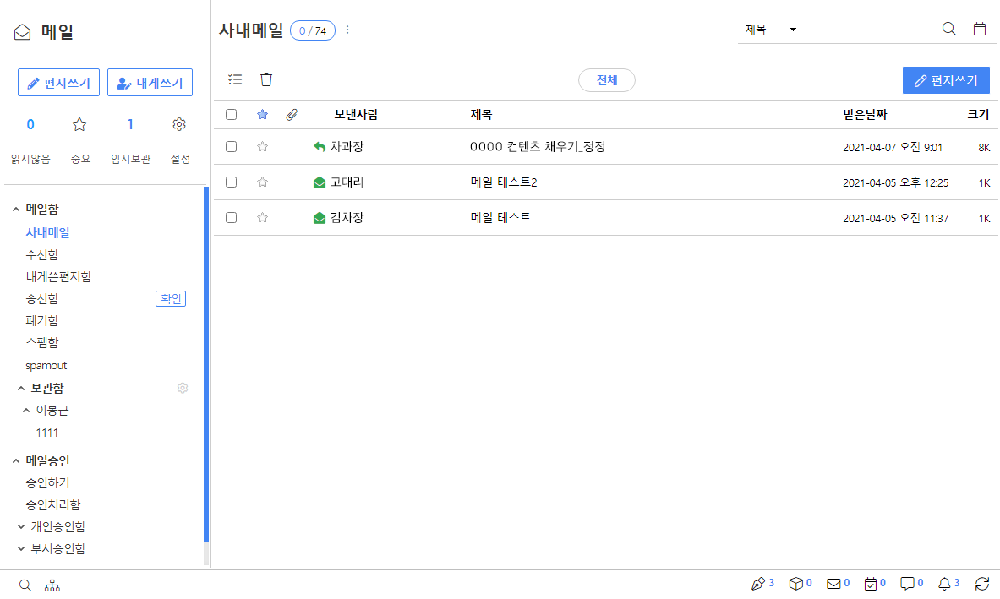 메일
편지쓰기 내게쓰기
0 1
읽지않음 중요 임시보관 설정
메일함
사내메일
수신함
내게쓴편지함
송신함 확인
폐기함
스팸함
spamout
보관함
이봉근
1111
메일승인
승인하기
승인처리함
개인승인함
부서승인함
사내메일 0 / 74 제목
전체 편지쓰기
보낸사람 제목 받은날짜 크기
차과장 0000 컨텐츠 채우기_정정 2021-04-07 오전 9:01 8K
고대리 메일 테스트2 2021-04-05 오후 12:25 1K
김차장 메일 테스트 2021-04-05 오전 11:37 1K
3 0 0 0 0 3